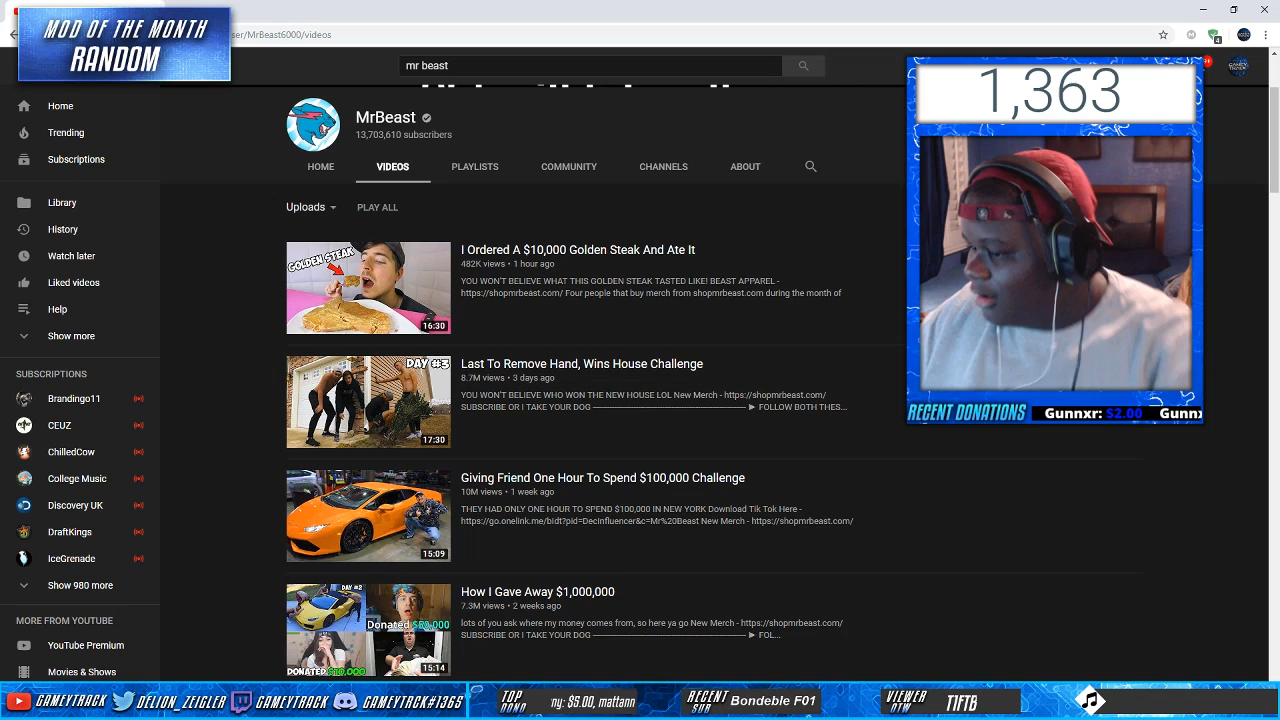 MOD OF THE MONTH
RANDOM
ser/MrBeast6000/videos
mr beast
4
1,363
Home
Trending
Subscriptions
Library
History
Watch later
Liked videos
Help
Show more
SUBSCRIPTIONS
Brandingo11
CEUZ
ChilledCow
College Music
Discovery UK
DraftKings
IceGrenade
Show 980 more
MORE FROM YOUTUBE
YouTube Premium
Movies & Shows
MrBeast
13,703,610 subscribers
HOME VIDEOS PLAYLISTS COMMUNITY CHANNELS ABOUT
Uploads PLAY ALL
GOLDEN STEAK
16:30
I Ordered A $10,000 Golden Steak And Ate It
482K views • 1 hour ago
YOU WON'T BELIEVE WHAT THIS GOLDEN STEAK TASTED LIKE! BEAST APPAREL -
https://shopmrbeast.com/ Four people that buy merch from shopmrbeast.com during the month of
DAY #3
17:30
Last To Remove Hand, Wins House Challenge
8.7M views • 3 days ago
YOU WON'T BELIEVE WHO WON THE NEW HOUSE LOL New Merch - https://shopmrbeast.com/
SUBSCRIBE OR I TAKE YOUR DOG ────────────────── ► FOLLOW BOTH THES...
15:09
Giving Friend One Hour To Spend $100,000 Challenge
10M views • 1 week ago
THEY HAD ONLY ONE HOUR TO SPEND $100,000 IN NEW YORK Download Tik Tok Here -
https://go.onelink.me/bIdt?pid=DecInfluencer&c=Mr%20Beast New Merch - https://shopmrbeast.com/
DAY #2
Donated $50,000
DONATED $10,000
15:14
How I Gave Away $1,000,000
7.3M views • 2 weeks ago
lots of you ask where my money comes from, so here ya go New Merch - https://shopmrbeast.com/
SUBSCRIBE OR I TAKE YOUR DOG ────────────────── ► FOL...
RECENT DONATIONS Gunnxr: $2.00 Gunnx
GAMEYTRACK DELION_ZEIGLER GAMEYTRACK GAMEYTRACK#1365
TOP DONO ny: $5.00, mattann
RECENT SUB Bondeble F01
VIEWER OTW T1FTB